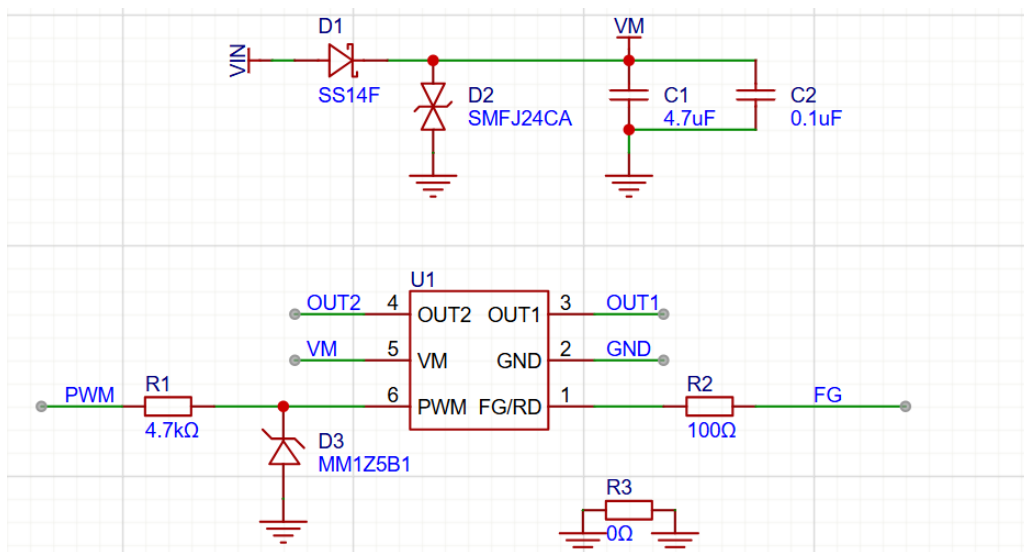 D1
VIN
SS14F
D2
SMFJ24CA
VM
C1
4.7uF
C2
0.1uF
U1
OUT2 4 OUT2 OUT1 3 OUT1
VM 5 VM GND 2 GND
PWM R1 6 PWM FG/RD 1 R2 FG
4.7kΩ
100Ω
D3
MM1Z5B1
R3
0Ω